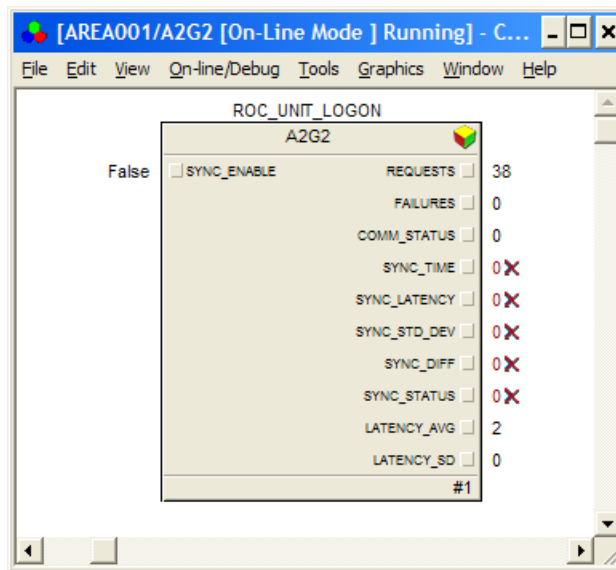 [AREA001/A2G2 [On-Line Mode ] Running] - C...
File Edit View On-line/Debug Tools Graphics Window Help
ROC_UNIT_LOGON
A2G2
False SYNC_ENABLE REQUESTS 38
FAILURES 0
COMM_STATUS 0
SYNC_TIME 0
SYNC_LATENCY 0
SYNC_STD_DEV 0
SYNC_DIFF 0
SYNC_STATUS 0
LATENCY_AVG 2
LATENCY_SD 0
#1